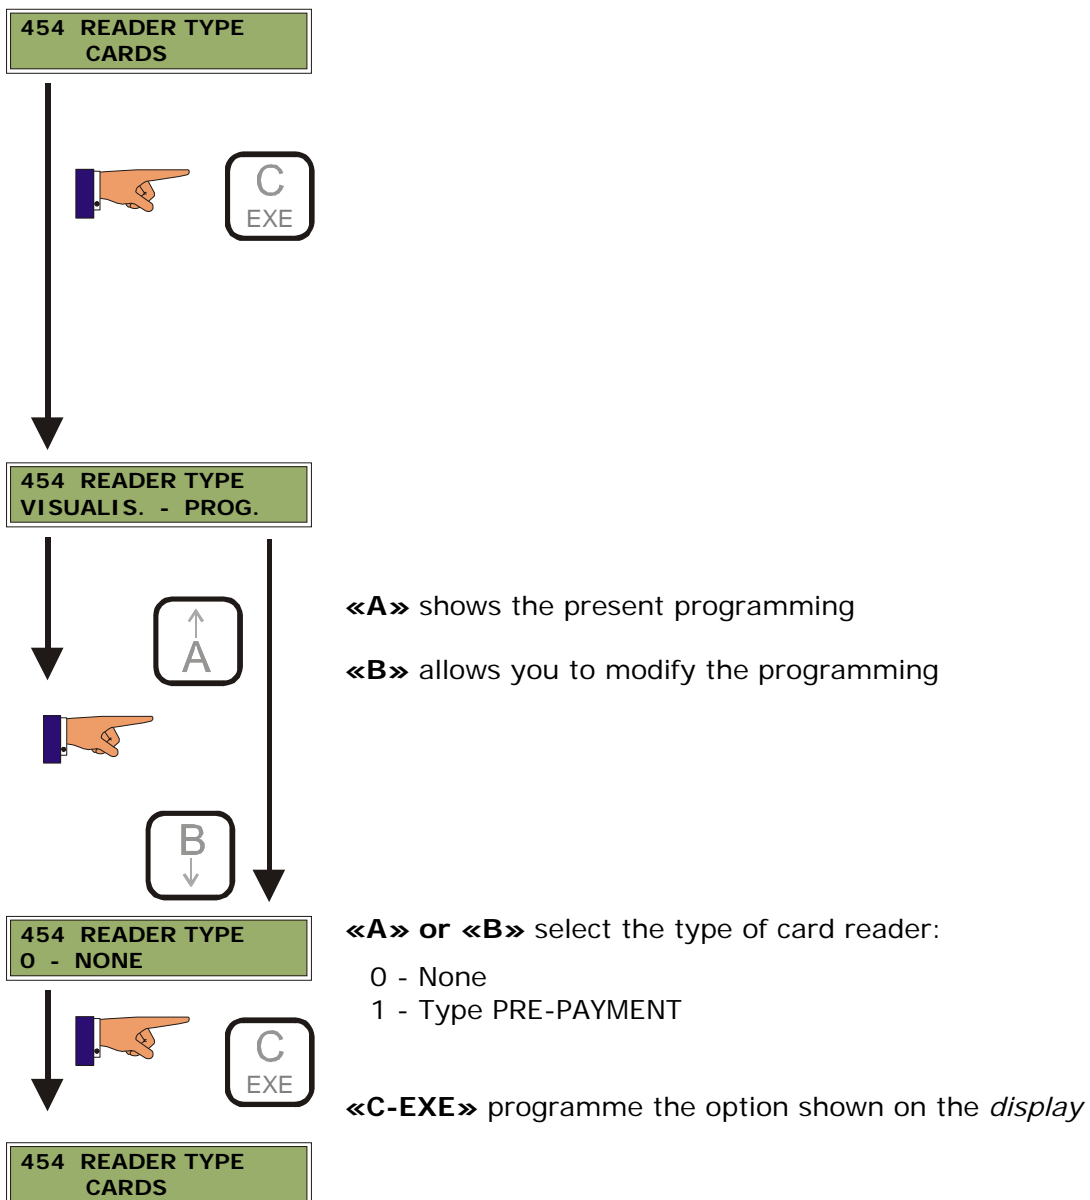 454 READER TYPE
CARDS
C
EXE
454 READER TYPE
VISUALIS. - PROG.
A
«A» shows the present programming
«B» allows you to modify the programming
B
454 READER TYPE
0 - NONE
«A» or «B» select the type of card reader:
0 - None
1 - Type PRE-PAYMENT
C
EXE
«C-EXE» programme the option shown on the display
454 READER TYPE
CARDS